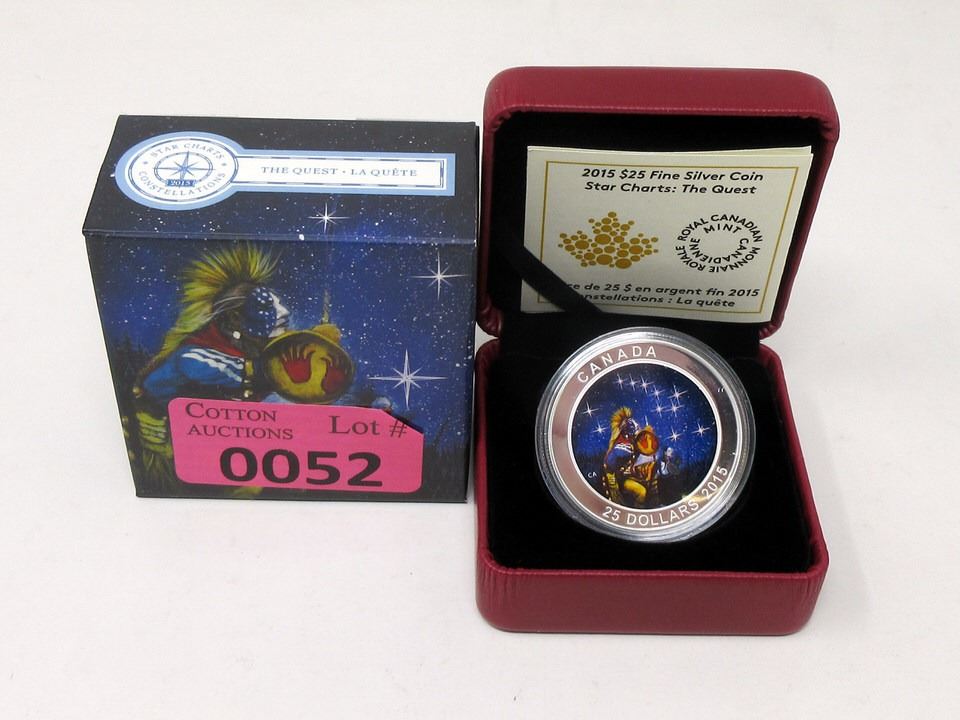 STAR CHARTS
2015
CONSTELLATIONS
THE QUEST • LA QUÊTE
COTTON
AUCTIONS
Lot #
0052
2015 $25 Fine Silver Coin
Star Charts: The Quest
ROYAL CANADIAN MINT
MONNAIE ROYALE CANADIENNE
de 25 $ en argent fin 2015
: La quête
CANADA
CA
25 DOLLARS 2015